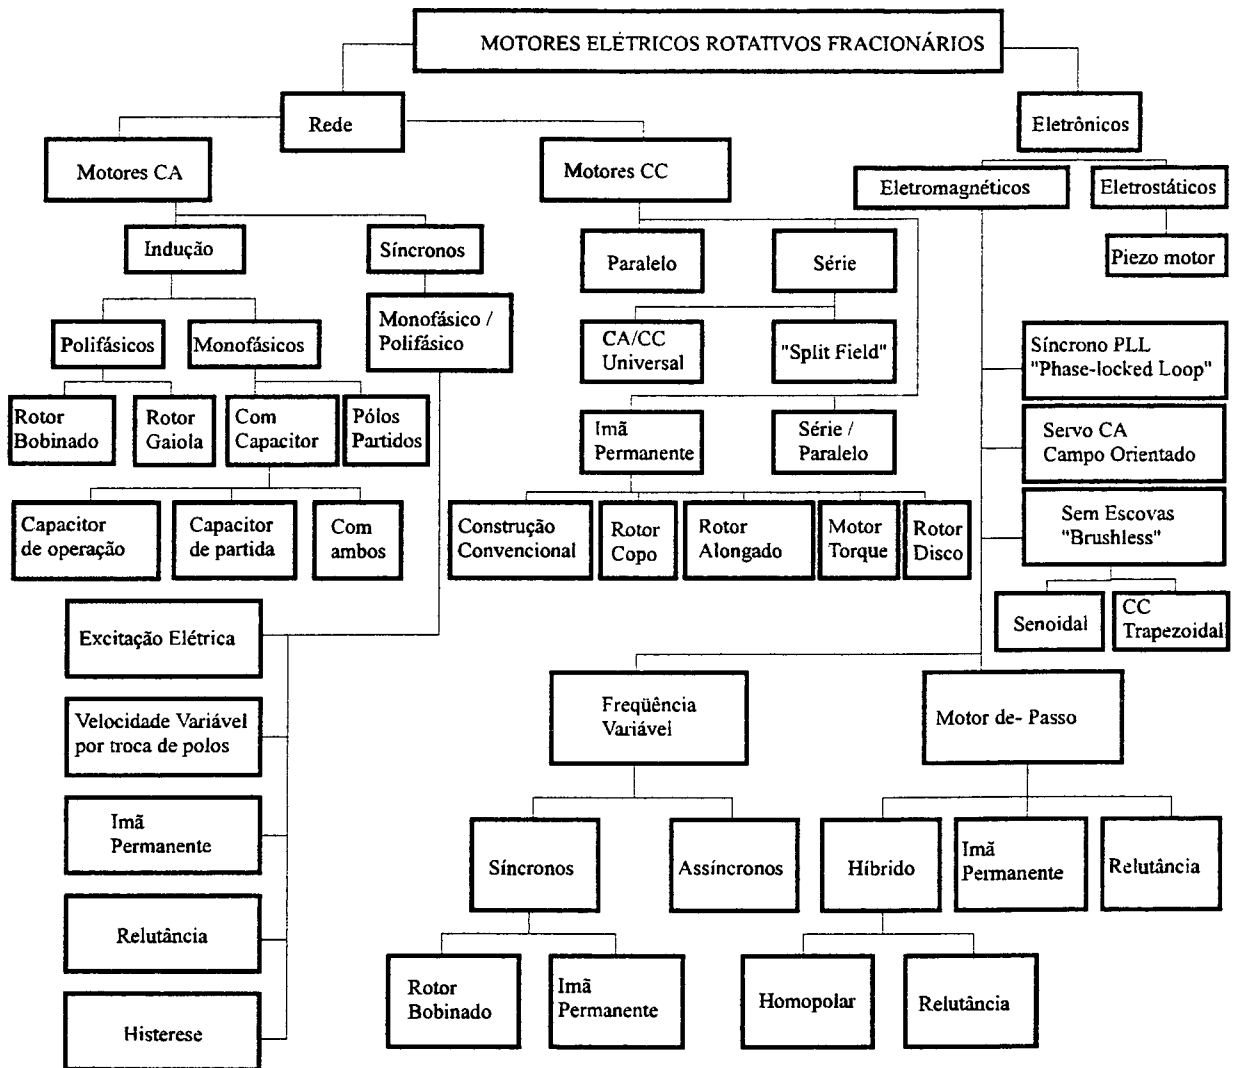 MOTORES ELÉTRICOS ROTATIVOS FRACIONÁRIOS
Rede
Eletrônicos
Motores CA
Motores CC
Eletromagnéticos
Eletrostáticos
Indução
Síncronos
Paralelo
Série
Piezo motor
Polifásicos
Monofásicos
Monofásico /
Polifásico
CA/CC
Universal
"Split Field"
Síncrono PLL
"Phase-locked Loop"
Rotor
Bobinado
Rotor
Gaiola
Com
Capacitor
Pólos
Partidos
Imã
Permanente
Série /
Paralelo
Servo CA
Campo Orientado
Capacitor
de operação
Capacitor
de partida
Com
ambos
Construção
Convencional
Rotor
Copo
Rotor
Alongado
Motor
Torque
Rotor
Disco
Sem Escovas
"Brushless"
Senoidal
CC
Trapezoidal
Excitação Elétrica
Velocidade Variável
por troca de polos
Imã
Permanente
Relutância
Histerese
Freqüência
Variável
Motor de- Passo
Síncronos
Assíncronos
Híbrido
Imã
Permanente
Relutância
Rotor
Bobinado
Imã
Permanente
Homopolar
Relutância